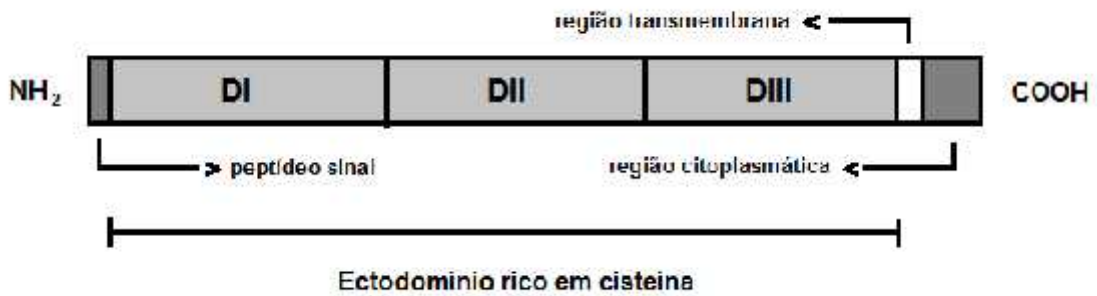 região transmembrana
NH2 DI DII DIII COOH
peptídeo sinal região citoplasmática
Ectodomínio rico em cisteína